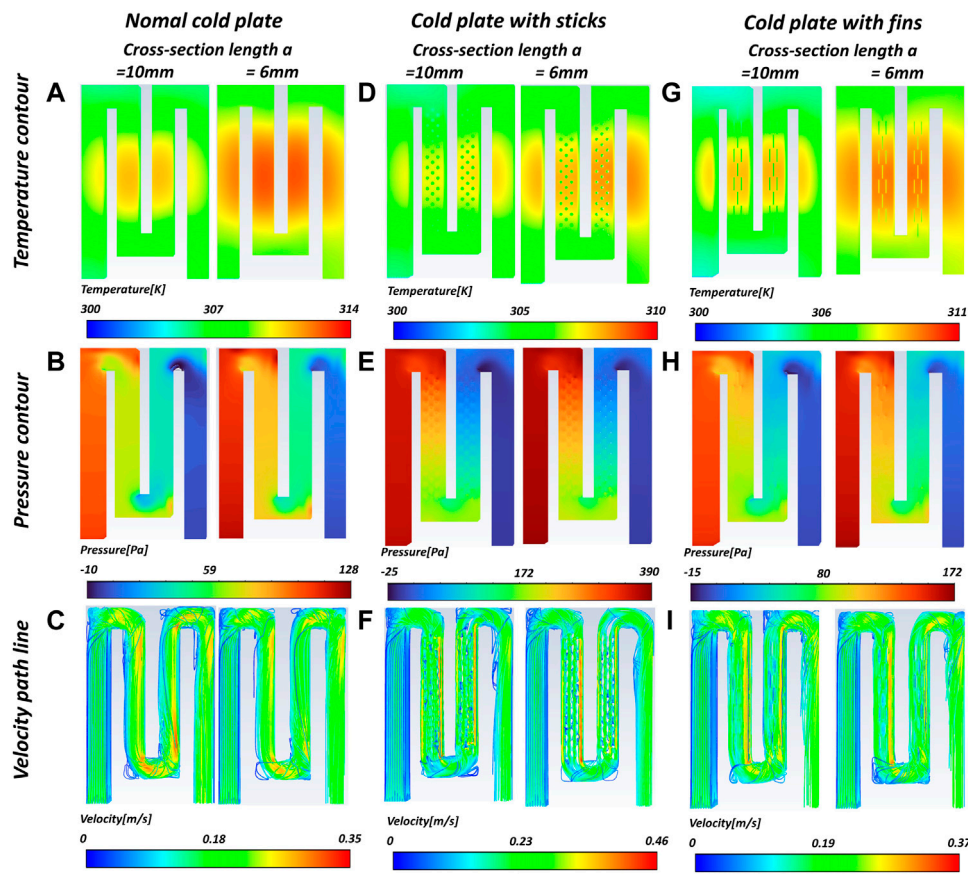 Nomal cold plate
Cold plate with sticks
Cold plate with fins
Cross-section length a
Cross-section length a
Cross-section length a
=10mm = 6mm
=10mm = 6mm
=10mm = 6mm
Temperature contour
A
D
G
Temperature[K]
300 307 314
Temperature[K]
300 305 310
Temperature[K]
300 306 311
Pressure contour
B
E
H
Pressure[Pa]
-10 59 128
Pressure[Pa]
-25 172 390
Pressure[Pa]
-15 80 172
Velocity path line
C
F
I
Velocity[m/s]
0 0.18 0.35
Velocity[m/s]
0 0.23 0.46
Velocity[m/s]
0 0.19 0.37